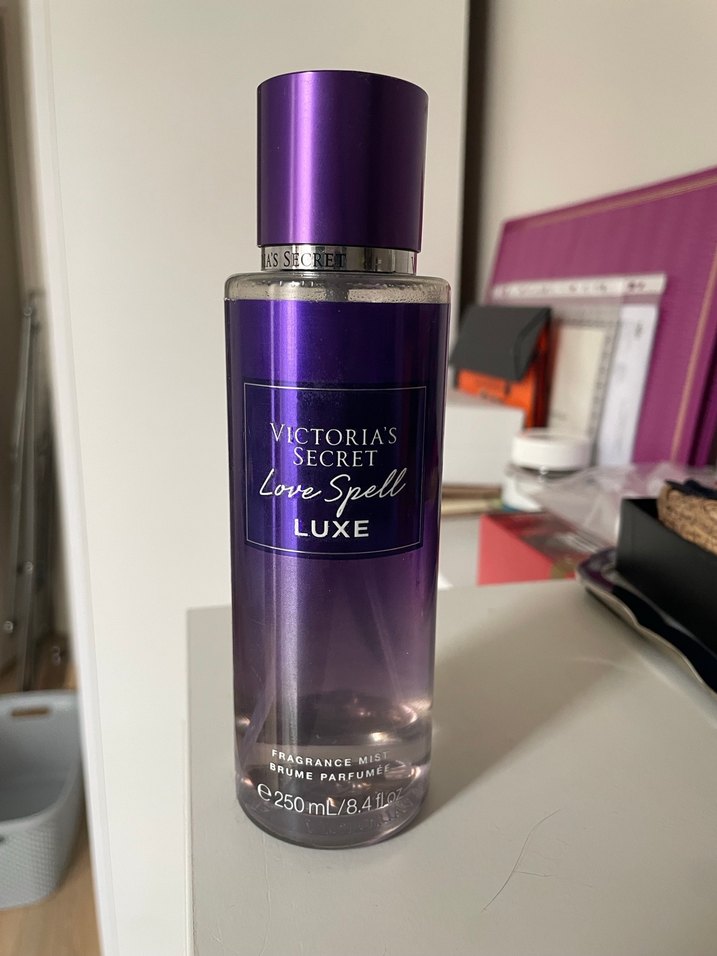 A'S SECRET
VICTORIA'S
SECRET
Love Spell
LUXE
FRAGRANCE MIST
BRUME PARFUMÉE
℮ 250 mL/8.4 fl oz